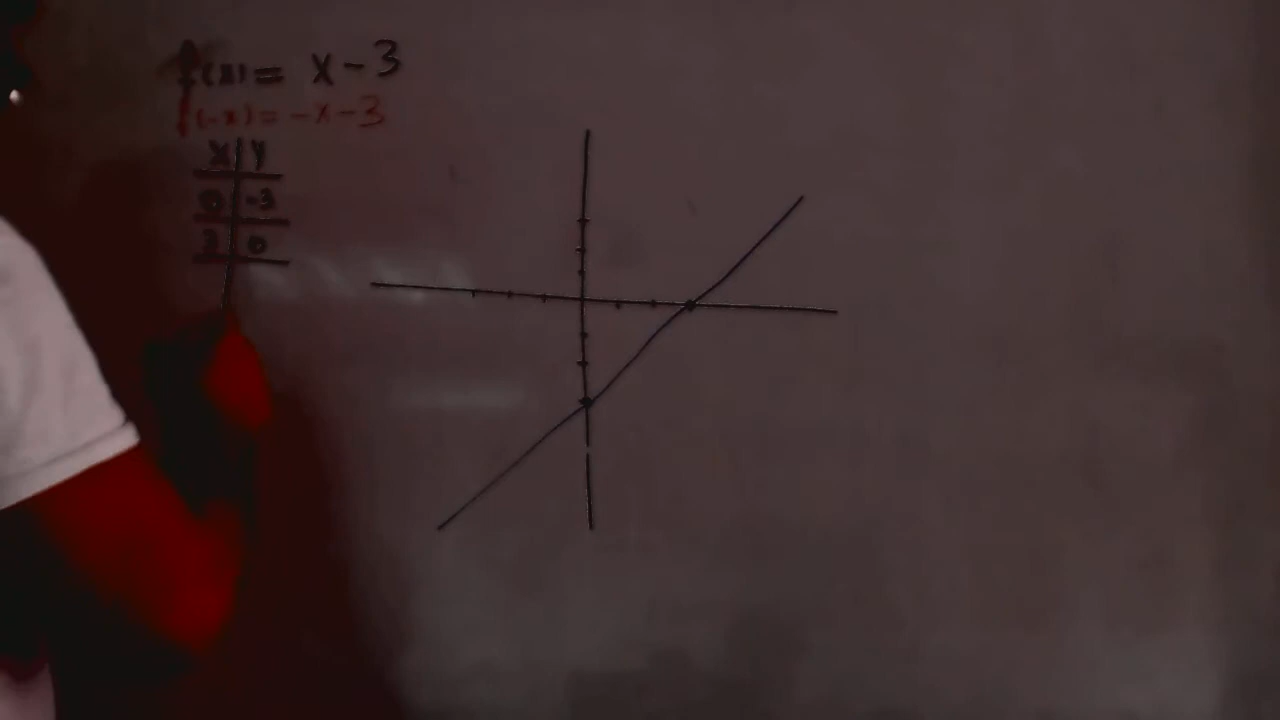 f(x) = x-3
f(-x) = -x-3
x y
0 -3
3 0